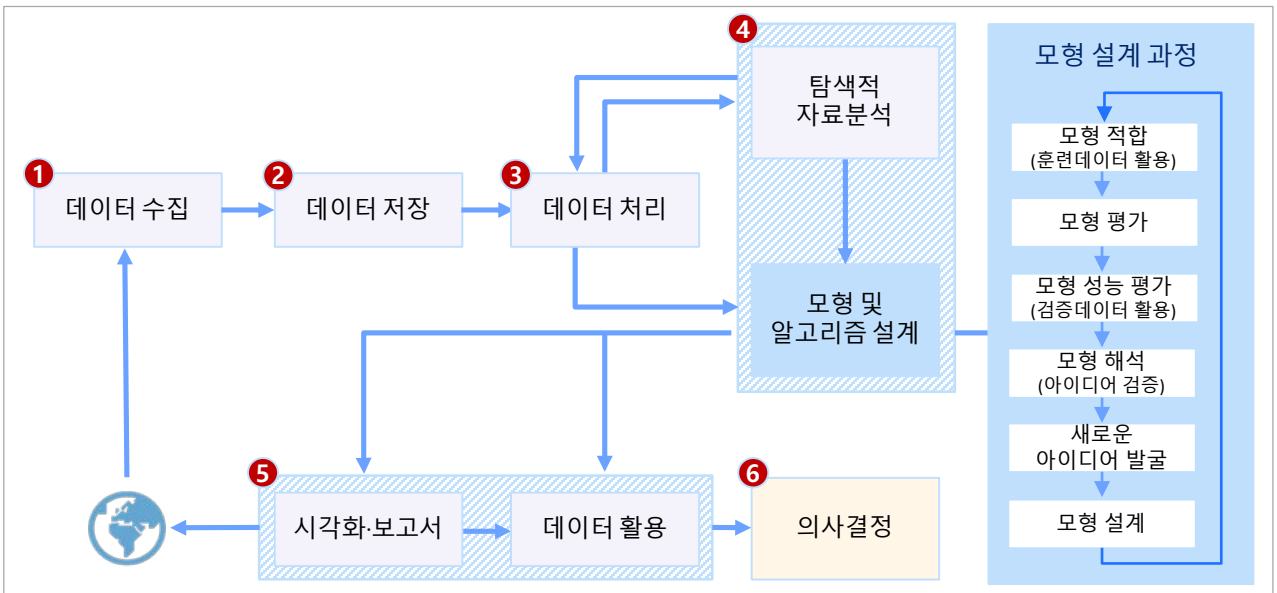 1
데이터 수집
2
데이터 저장
3
데이터 처리
4
탐색적
자료분석
모형 및
알고리즘 설계
5
시각화·보고서
데이터 활용
6
의사결정
모형 설계 과정
모형 적합
(훈련데이터 활용)
모형 평가
모형 성능 평가
(검증데이터 활용)
모형 해석
(아이디어 검증)
새로운
아이디어 발굴
모형 설계